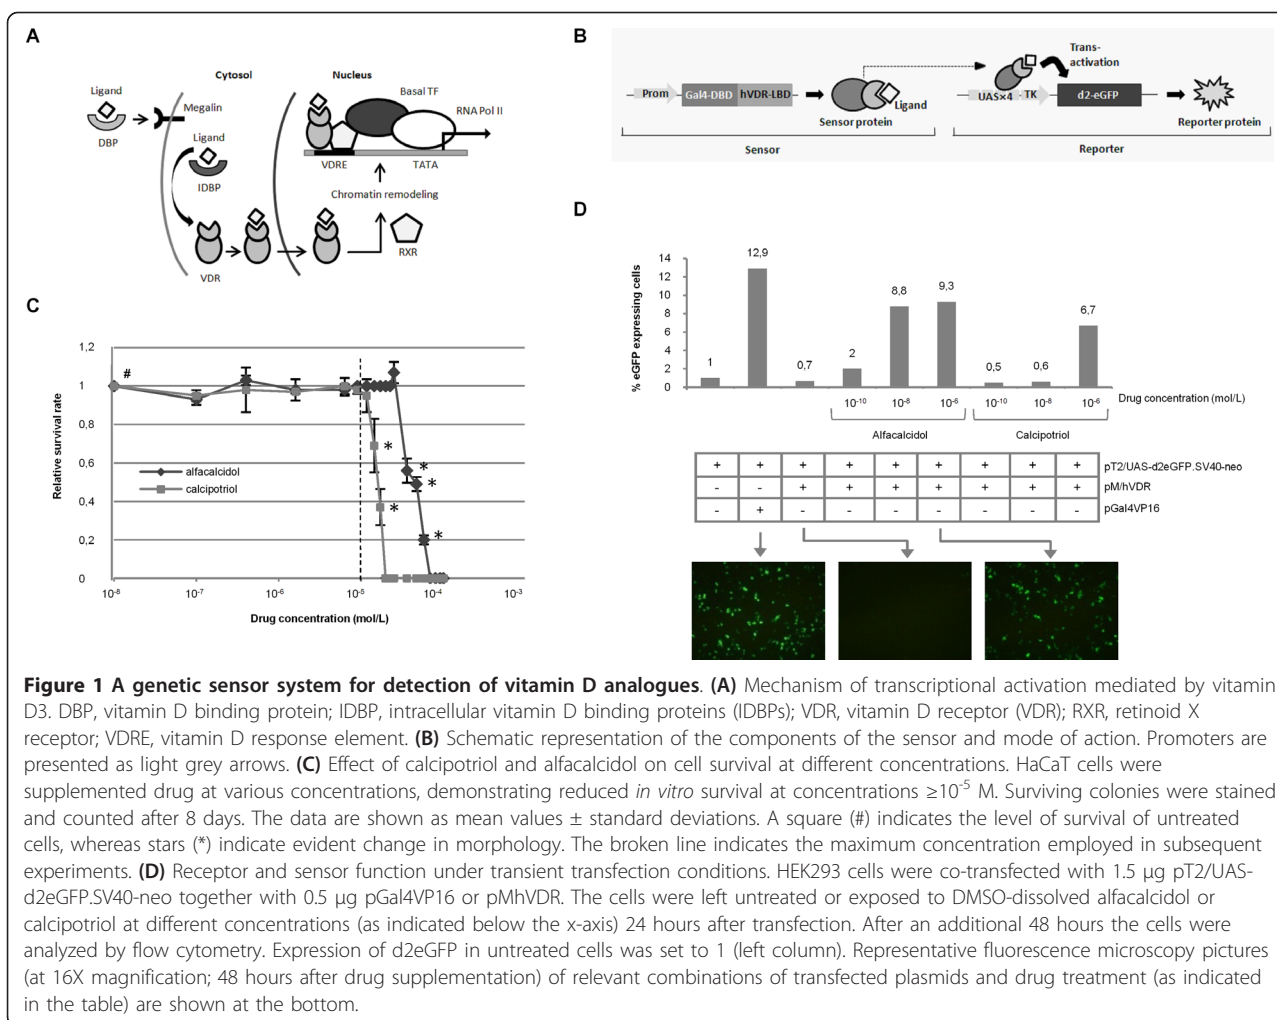 A
Cytosol
Nucleus
Ligand
Megalin
DBP
Ligand
IDBP
VDR
Basal TF
RNA Pol II
VDRE
TATA
Chromatin remodeling
RXR
B
Prom
Gal4-DBD
hVDR-LBD
Ligand
Sensor protein
Sensor
Trans-
activation
UAS×4
TK
d2-eGFP
Reporter protein
Reporter
C
Relative survival rate
1,2
1
0,8
0,6
0,4
0,2
0
#
*
*
*
*
*
alfacalcidol
calcipotriol
10-8
10-7
10-6
10-5
10-4
10-3
Drug concentration (mol/L)
D
% eGFP expressing cells
14
12
10
8
6
4
2
0
1
12,9
0,7
2
8,8
9,3
0,5
0,6
6,7
10-10 10-8 10-6 10-10 10-8 10-6 Drug concentration (mol/L)
Alfacalcidol
Calcipotriol
+ + + + + + + + + pT2/UAS-d2eGFP.SV40-neo
- - + + + + + + + pM/hVDR
- + - - - - - - - pGal4VP16
Figure 1 A genetic sensor system for detection of vitamin D analogues. (A) Mechanism of transcriptional activation mediated by vitamin
D3. DBP, vitamin D binding protein; IDBP, intracellular vitamin D binding proteins (IDBPs); VDR, vitamin D receptor (VDR); RXR, retinoid X
receptor; VDRE, vitamin D response element. (B) Schematic representation of the components of the sensor and mode of action. Promoters are
presented as light grey arrows. (C) Effect of calcipotriol and alfacalcidol on cell survival at different concentrations. HaCaT cells were
supplemented drug at various concentrations, demonstrating reduced in vitro survival at concentrations ≥10-5 M. Surviving colonies were stained
and counted after 8 days. The data are shown as mean values ± standard deviations. A square (#) indicates the level of survival of untreated
cells, whereas stars (*) indicate evident change in morphology. The broken line indicates the maximum concentration employed in subsequent
experiments. (D) Receptor and sensor function under transient transfection conditions. HEK293 cells were co-transfected with 1.5 µg pT2/UAS-
d2eGFP.SV40-neo together with 0.5 µg pGal4VP16 or pMhVDR. The cells were left untreated or exposed to DMSO-dissolved alfacalcidol or
calcipotriol at different concentrations (as indicated below the x-axis) 24 hours after transfection. After an additional 48 hours the cells were
analyzed by flow cytometry. Expression of d2eGFP in untreated cells was set to 1 (left column). Representative fluorescence microscopy pictures
(at 16X magnification; 48 hours after drug supplementation) of relevant combinations of transfected plasmids and drug treatment (as indicated
in the table) are shown at the bottom.